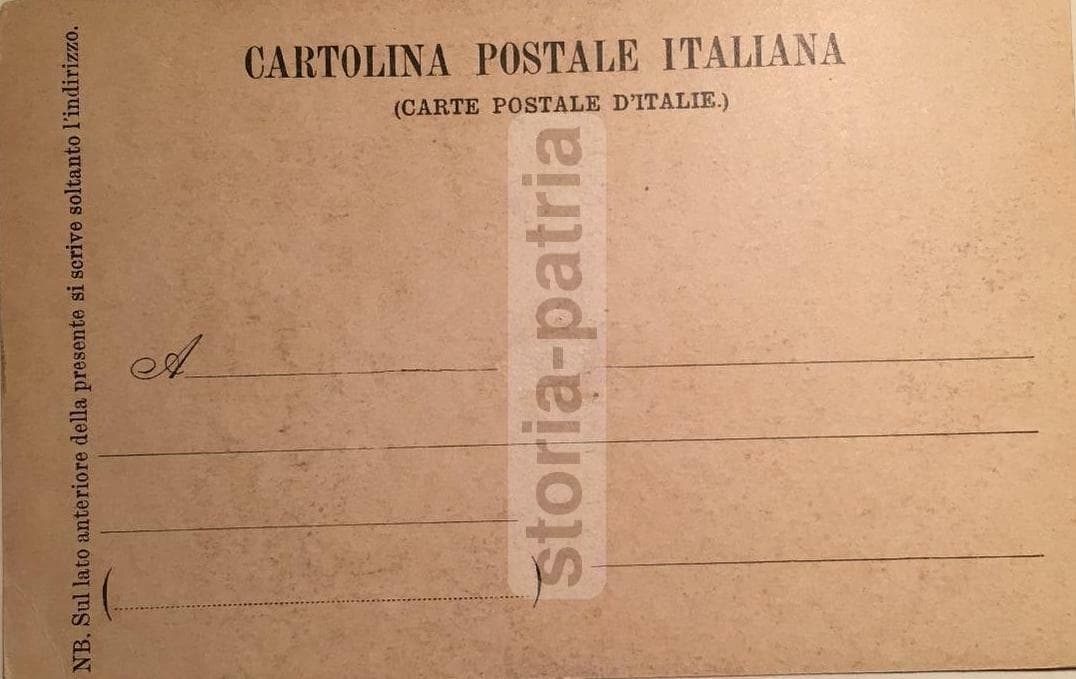 CARTOLINA POSTALE ITALIANA
(CARTE POSTALE D'ITALIE.)
NB. Sul lato anteriore della presente si scrive soltanto l'indirizzo.
A
( )
storia-patria